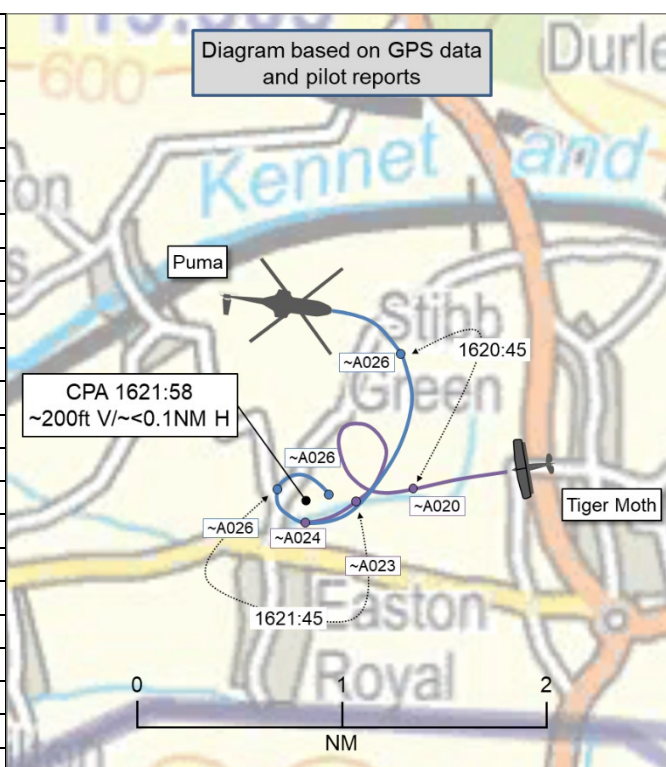 119.
Diagram based on GPS data
and pilot reports
600
Kennet and
on
s
Puma
Stibb
Green
1620:45
~A026
CPA 1621:58
~200ft V/~<0.1NM H
~A026
~A020
Tiger Moth
~A026
~A024
~A023
1621:45
Easton
Royal
0
1
2
NM